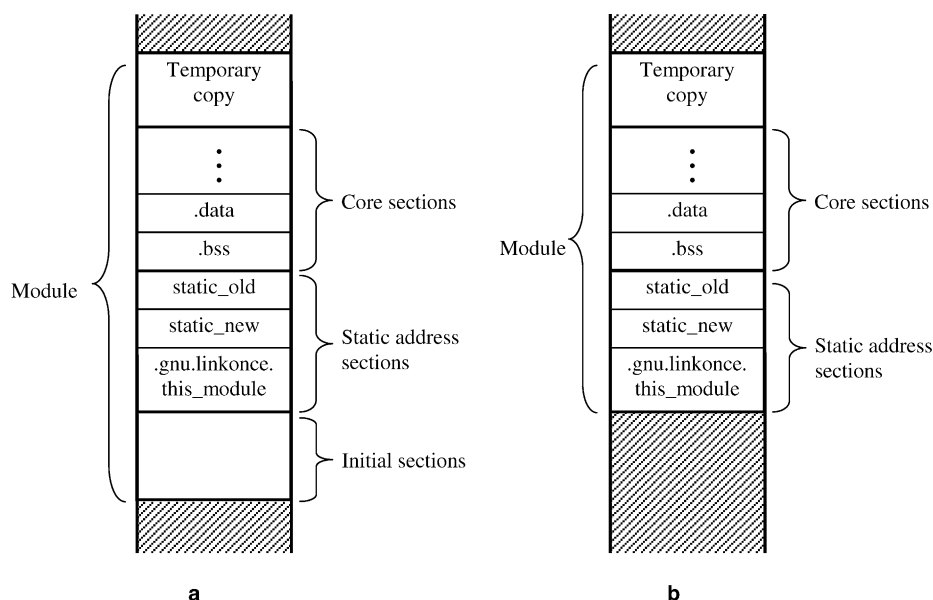 Temporary
copy
.data
.bss
static_old
static_new
.gnu.linkonce.
this_module
Module
Core sections
Static address
sections
Initial sections
a
Temporary
copy
.data
.bss
static_old
static_new
.gnu.linkonce.
this_module
Module
Core sections
Static address
sections
b